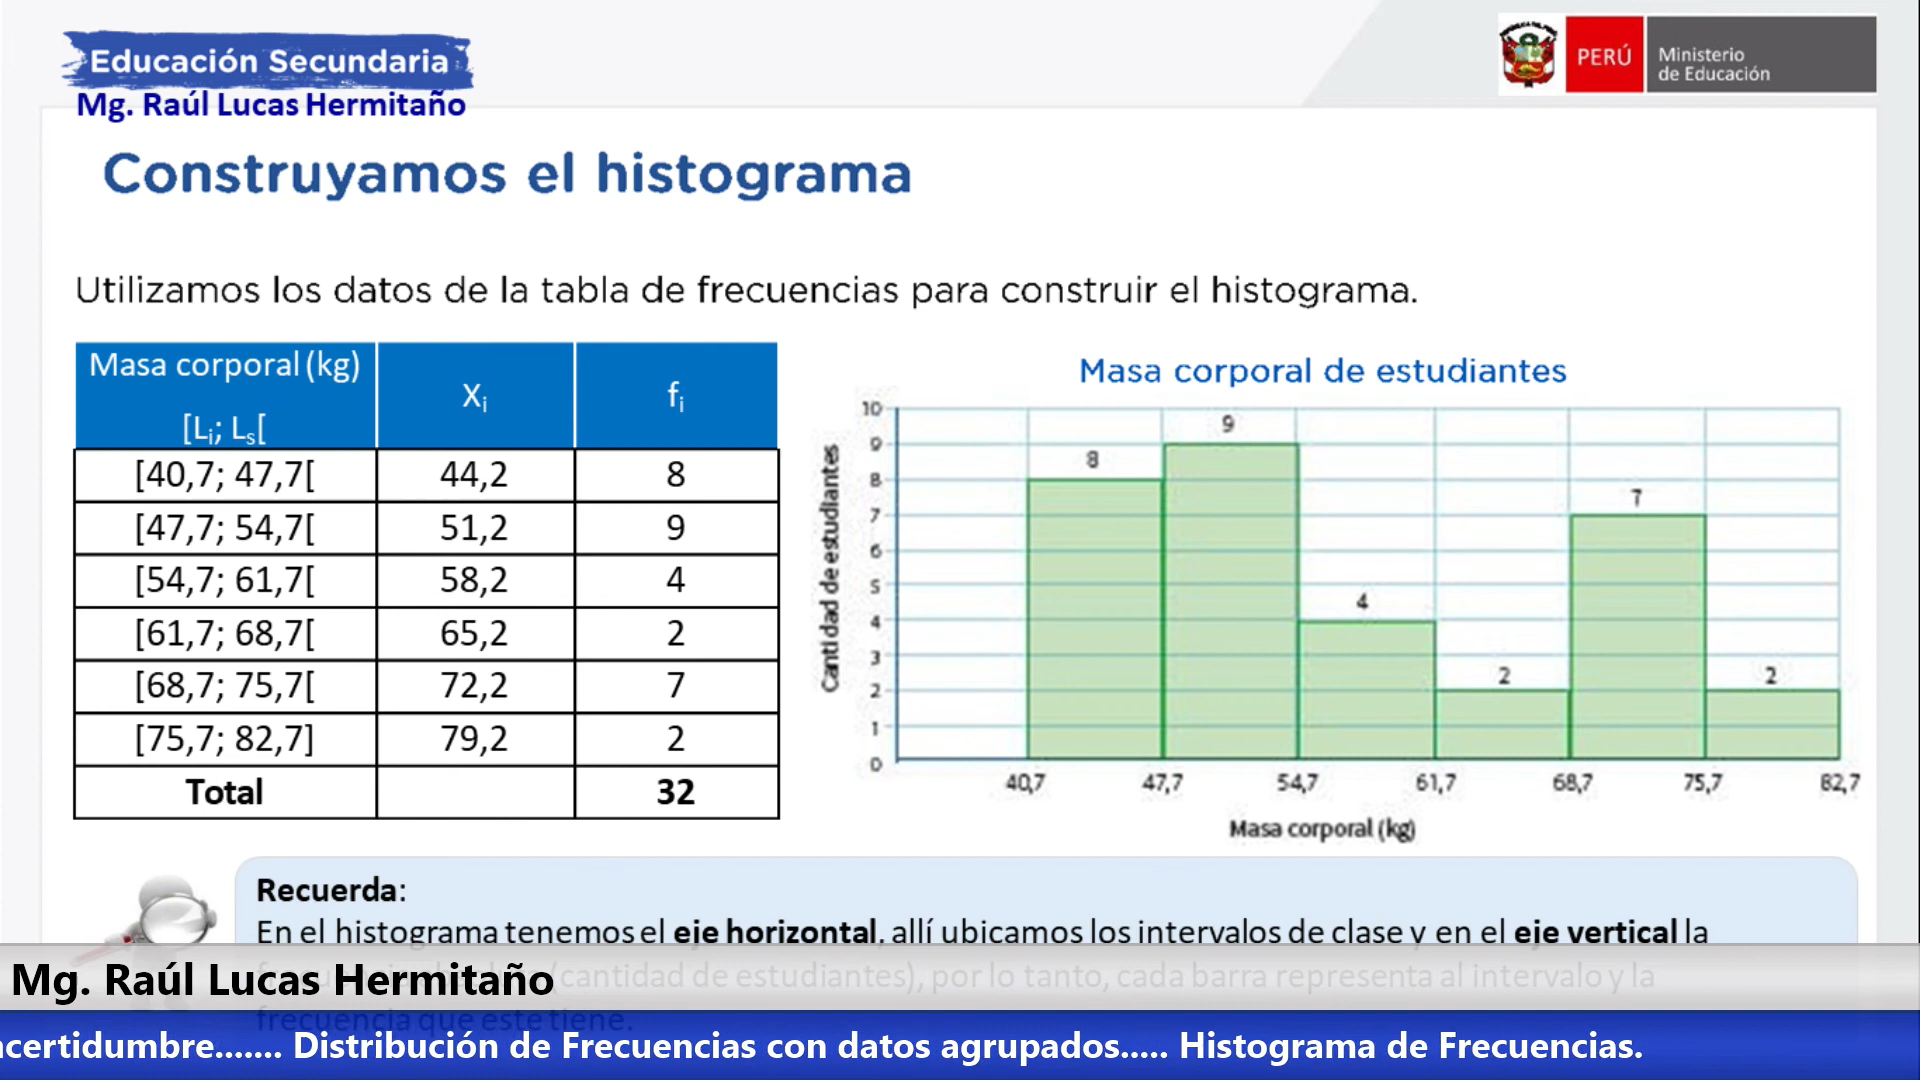 Educación Secundaria
Mg. Raúl Lucas Hermitaño
PERÚ
Ministerio
de Educación
Construyamos el histograma
Utilizamos los datos de la tabla de frecuencias para construir el histograma.
Masa corporal (kg) [Li; Ls[ Xi fi
[40,7; 47,7[ 44,2 8
[47,7; 54,7[ 51,2 9
[54,7; 61,7[ 58,2 4
[61,7; 68,7[ 65,2 2
[68,7; 75,7[ 72,2 7
[75,7; 82,7] 79,2 2
Total 32
Masa corporal de estudiantes
Cantidad de estudiantes
10
9
8
7
6
5
4
3
2
1
0
8
9
4
2
7
2
40,7 47,7 54,7 61,7 68,7 75,7 82,7
Masa corporal (kg)
Recuerda:
En el histograma tenemos el eje horizontal, allí ubicamos los intervalos de clase y en el eje vertical la
(cantidad de estudiantes), por lo tanto, cada barra representa al intervalo y la
frecuencia que este tiene.
Mg. Raúl Lucas Hermitaño
ncertidumbre....... Distribución de Frecuencias con datos agrupados..... Histograma de Frecuencias.